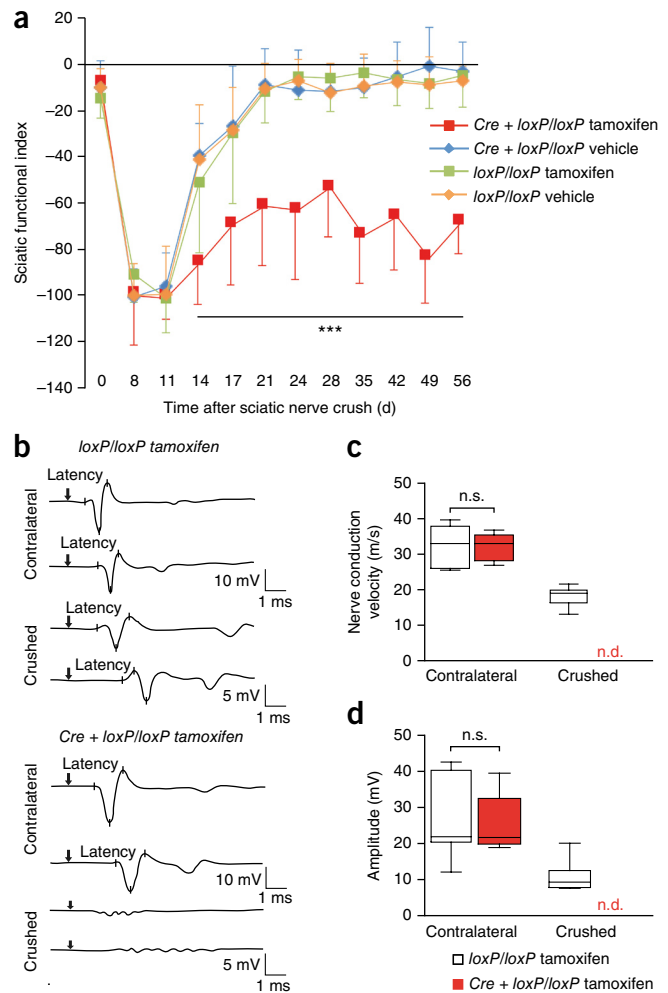 a
20
0
−20
−40
−60
−80
−100
−120
−140
Sciatic functional index
Cre + loxP/loxP tamoxifen
Cre + loxP/loxP vehicle
loxP/loxP tamoxifen
loxP/loxP vehicle
***
0 8 11 14 17 21 24 28 35 42 49 56
Time after sciatic nerve crush (d)
b
loxP/loxP tamoxifen
Contralateral
Latency
Latency
10 mV
1 ms
Crushed
Latency
Latency
5 mV
1 ms
Cre + loxP/loxP tamoxifen
Contralateral
Latency
Latency
10 mV
1 ms
Crushed
5 mV
1 ms
c
Nerve conduction
velocity (m/s)
50
40
30
20
10
0
n.s.
n.d.
Contralateral Crushed
d
Amplitude (mV)
50
40
30
20
10
0
n.s.
n.d.
Contralateral Crushed
loxP/loxP tamoxifen
Cre + loxP/loxP tamoxifen